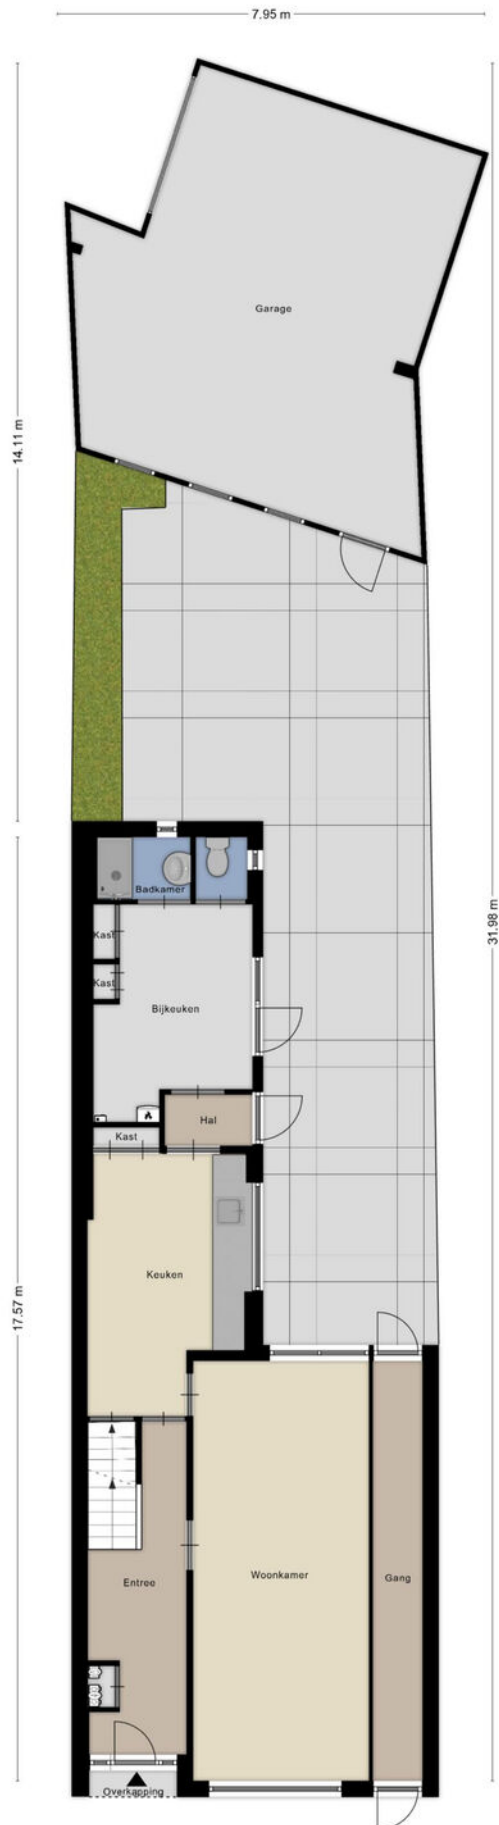 7.95 m
Garage
14.11 m
Badkamer
Kast
31.98 m
Kast
Bijkeuken
Hal
Kast
Keuken
17.57 m
Woonkamer
Gang
Entree
Overkapping